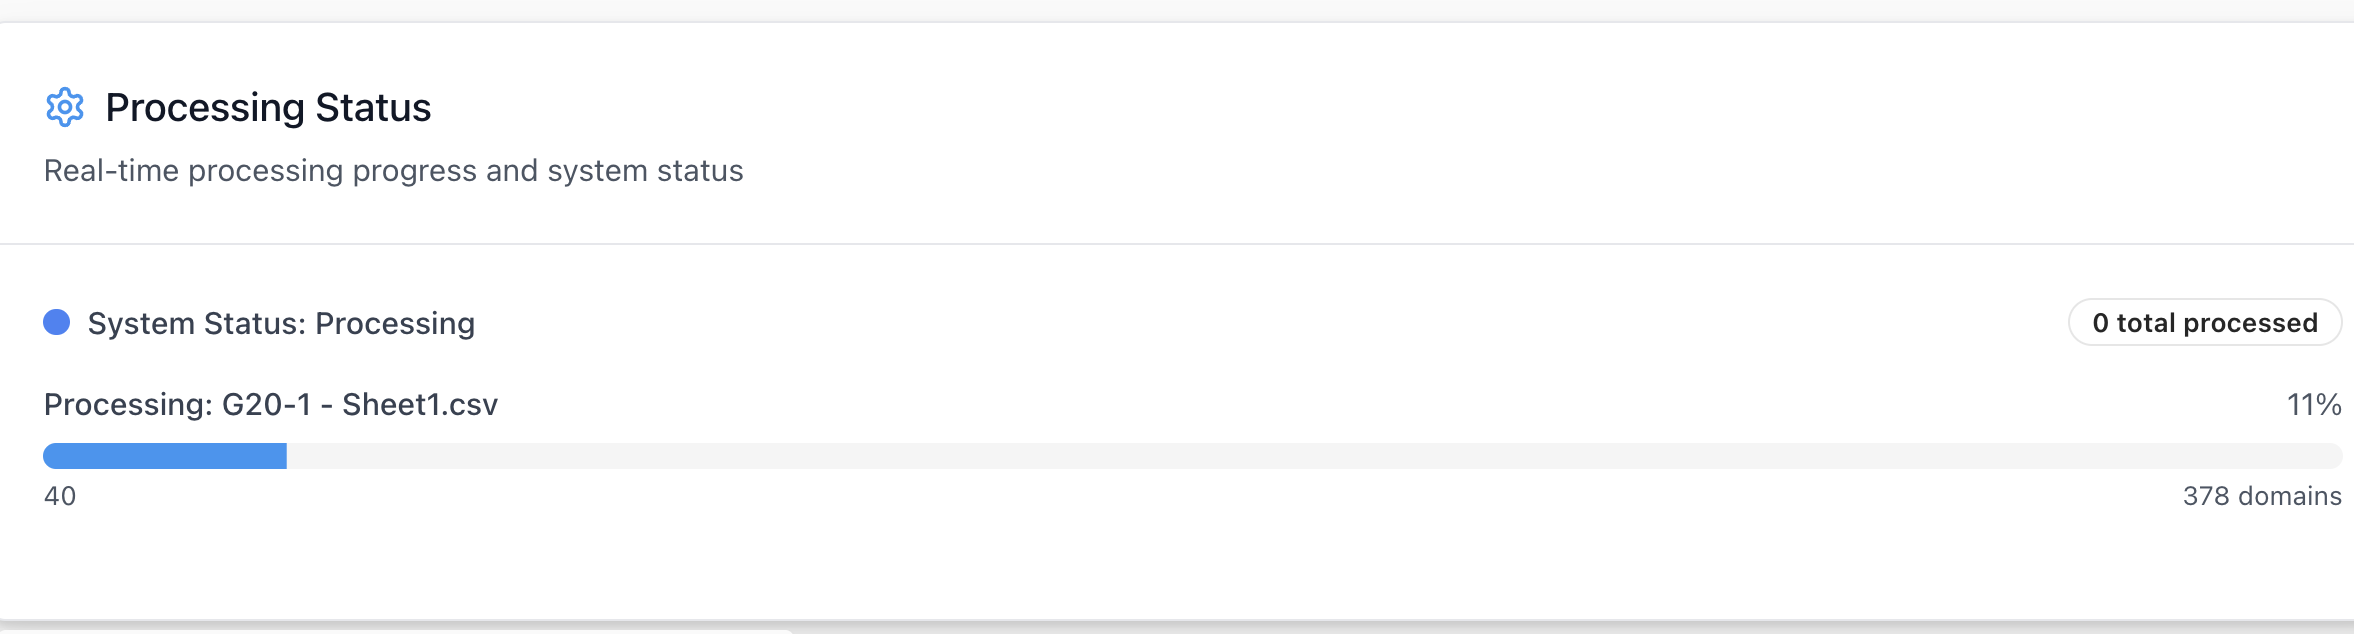 Processing Status
Real-time processing progress and system status
System Status: Processing
0 total processed
Processing: G20-1 - Sheet1.csv
11%
40
378 domains